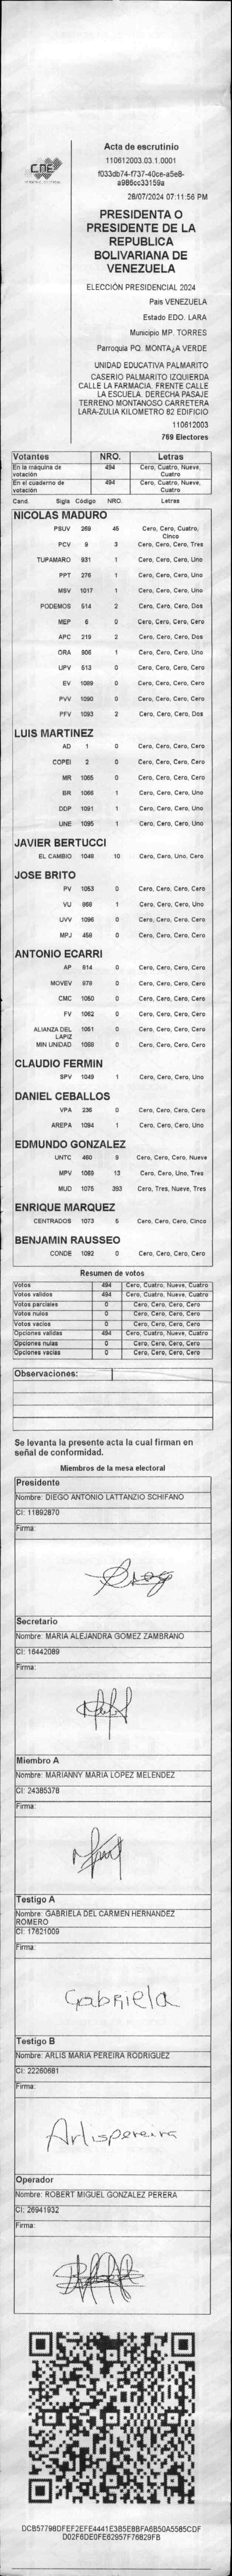 Acta de escrutinio
110612003.03.1.0001
f033db74-f737-40ce-a5e8-
a986cc33159a
28/07/2024 07:11:56 PM
CNE
PRESIDENTA O
PRESIDENTE DE LA
REPUBLICA
BOLIVARIANA DE
VENEZUELA
ELECCIÓN PRESIDENCIAL 2024
Pais VENEZUELA
Estado EDO. LARA
Municipio MP. TORRES
Parroquia PQ. MONTA¿A VERDE
UNIDAD EDUCATIVA PALMARITO
CASERIO PALMARITO IZQUIERDA
CALLE LA FARMACIA. FRENTE CALLE
LA ESCUELA. DERECHA PASAJE
TERRENO MONTANOSO CARRETERA
LARA-ZULIA KILOMETRO 82 EDIFICIO
110612003
769 Electores
Votantes NRO. Letras
En la máquina de votación 494 Cero, Cuatro, Nueve, Cuatro
En el cuaderno de votación 494 Cero, Cuatro, Nueve, Cuatro
Cand. Sigla Código NRO. Letras
NICOLAS MADURO
PSUV 269 45 Cero, Cero, Cuatro, Cinco
PCV 9 3 Cero, Cero, Cero, Tres
TUPAMARO 931 1 Cero, Cero, Cero, Uno
PPT 276 1 Cero, Cero, Cero, Uno
MSV 1017 1 Cero, Cero, Cero, Uno
PODEMOS 514 2 Cero, Cero, Cero, Dos
MEP 6 0 Cero, Cero, Cero, Cero
APC 219 2 Cero, Cero, Cero, Dos
ORA 906 1 Cero, Cero, Cero, Uno
UPV 513 0 Cero, Cero, Cero, Cero
EV 1089 0 Cero, Cero, Cero, Cero
PVV 1090 0 Cero, Cero, Cero, Cero
PFV 1093 2 Cero, Cero, Cero, Dos
LUIS MARTINEZ
AD 1 0 Cero, Cero, Cero, Cero
COPEI 2 0 Cero, Cero, Cero, Cero
MR 1065 0 Cero, Cero, Cero, Cero
BR 1066 1 Cero, Cero, Cero, Uno
DDP 1091 1 Cero, Cero, Cero, Uno
UNE 1095 1 Cero, Cero, Cero, Uno
JAVIER BERTUCCI
EL CAMBIO 1048 10 Cero, Cero, Uno, Cero
JOSE BRITO
PV 1053 0 Cero, Cero, Cero, Cero
VU 868 1 Cero, Cero, Cero, Uno
UVV 1096 0 Cero, Cero, Cero, Cero
MPJ 459 0 Cero, Cero, Cero, Cero
ANTONIO ECARRI
AP 814 0 Cero, Cero, Cero, Cero
MOVEV 879 0 Cero, Cero, Cero, Cero
CMC 1050 0 Cero, Cero, Cero, Cero
FV 1052 0 Cero, Cero, Cero, Cero
ALIANZA DEL LAPIZ 1051 0 Cero, Cero, Cero, Cero
MIN UNIDAD 1068 0 Cero, Cero, Cero, Cero
CLAUDIO FERMIN
SPV 1049 1 Cero, Cero, Cero, Uno
DANIEL CEBALLOS
VPA 236 0 Cero, Cero, Cero, Cero
AREPA 1094 1 Cero, Cero, Cero, Uno
EDMUNDO GONZALEZ
UNTC 460 9 Cero, Cero, Cero, Nueve
MPV 1069 13 Cero, Cero, Uno, Tres
MUD 1075 393 Cero, Tres, Nueve, Tres
ENRIQUE MARQUEZ
CENTRADOS 1073 5 Cero, Cero, Cero, Cinco
BENJAMIN RAUSSEO
CONDE 1092 0 Cero, Cero, Cero, Cero
Resumen de votos
Votos 494 Cero, Cuatro, Nueve, Cuatro
Votos validos 494 Cero, Cuatro, Nueve, Cuatro
Votos parciales 0 Cero, Cero, Cero, Cero
Votos nulos 0 Cero, Cero, Cero, Cero
Votos vacios 0 Cero, Cero, Cero, Cero
Opciones validas 494 Cero, Cuatro, Nueve, Cuatro
Opciones nulas 0 Cero, Cero, Cero, Cero
Opciones vacias 0 Cero, Cero, Cero, Cero
Observaciones:
Se levanta la presente acta la cual firman en
señal de conformidad.
Miembros de la mesa electoral
Presidente
Nombre: DIEGO ANTONIO LATTANZIO SCHIFANO
CI: 11892870
Firma:
Secretario
Nombre: MARIA ALEJANDRA GOMEZ ZAMBRANO
CI: 16442089
Firma:
Miembro A
Nombre: MARIANNY MARIA LOPEZ MELENDEZ
CI: 24385378
Firma:
Testigo A
Nombre: GABRIELA DEL CARMEN HERNANDEZ
ROMERO
CI: 17621009
Firma:
Gabriela
Testigo B
Nombre: ARLIS MARIA PEREIRA RODRIGUEZ
CI: 22260681
Firma:
Arlispereira
Operador
Nombre: ROBERT MIGUEL GONZALEZ PERERA
CI: 26941932
Firma:
DCB57798DFEF2EFE4441E3B5E8BFA6B50A5585CDF
D02F6DE0FE62957F76829FB